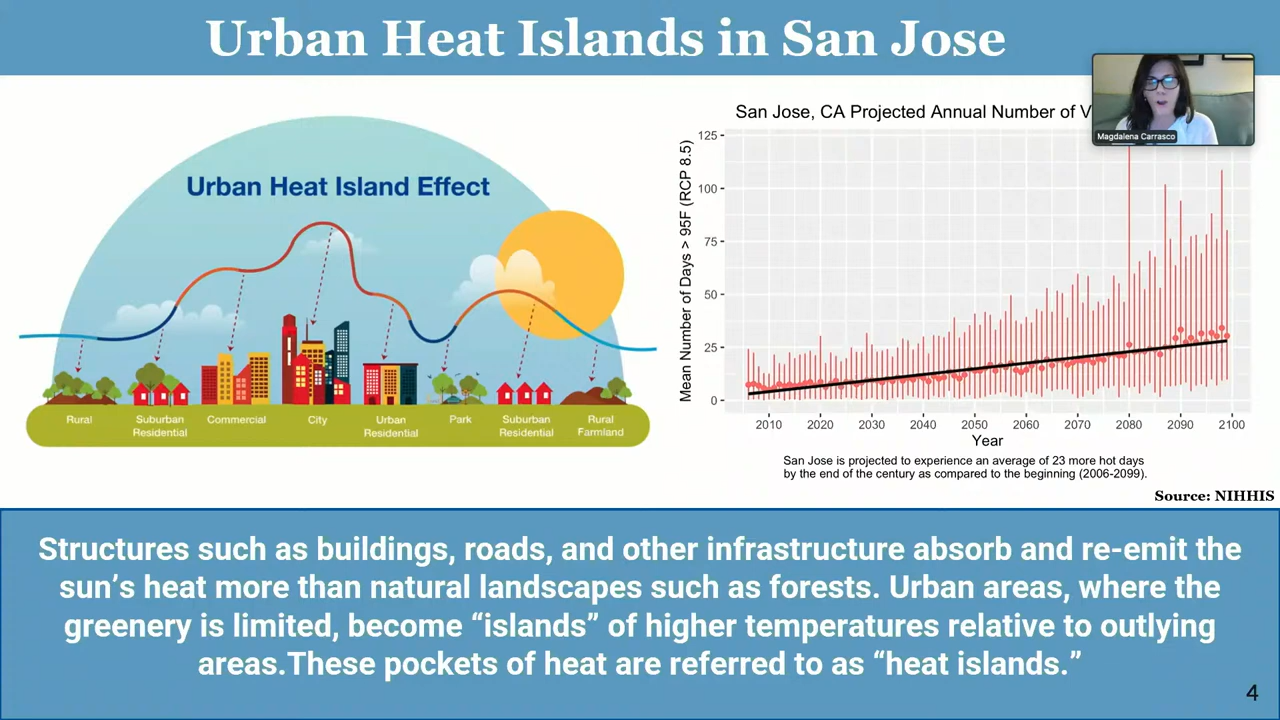 Urban Heat Islands in San Jose
Magdalena Carrasco
Urban Heat Island Effect
Rural
Suburban
Residential
Commercial
City
Urban
Residential
Park
Suburban
Residential
Rural
Farmland
San Jose, CA Projected Annual Number of V
Mean Number of Days > 95F (RCP 8.5)
125
100
75
50
25
0
2010 2020 2030 2040 2050 2060 2070 2080 2090 2100
Year
San Jose is projected to experience an average of 23 more hot days
by the end of the century as compared to the beginning (2006-2099).
Source: NIHHIS
Structures such as buildings, roads, and other infrastructure absorb and re-emit the
sun’s heat more than natural landscapes such as forests. Urban areas, where the
greenery is limited, become “islands” of higher temperatures relative to outlying
areas.These pockets of heat are referred to as “heat islands.”
4